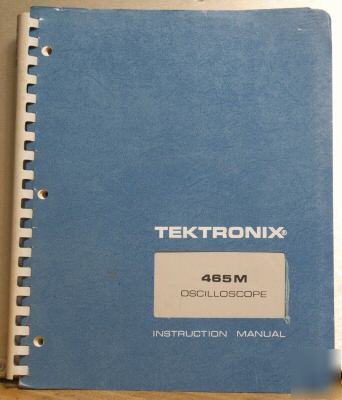 TEKTRONIX®
465M
OSCILLOSCOPE
INSTRUCTION MANUAL